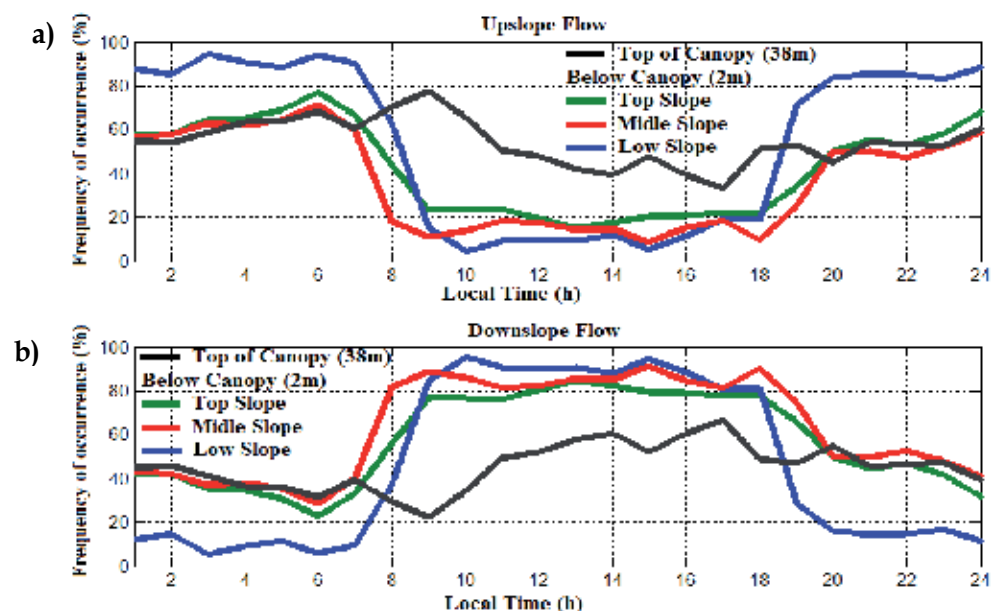 a)
Upslope Flow
Frequency of occurrence (%)
100
80
60
40
20
0
Top of Canopy (38m)
Below Canopy (2m)
Top Slope
Midle Slope
Low Slope
2 4 6 8 10 12 14 16 18 20 22 24
Local Time (h)
b)
Downslope Flow
Frequency of occurrence (%)
100
80
60
40
20
0
Top of Canopy (38m)
Below Canopy (2m)
Top Slope
Midle Slope
Low Slope
2 4 6 8 10 12 14 16 18 20 22 24
Local Time (h)